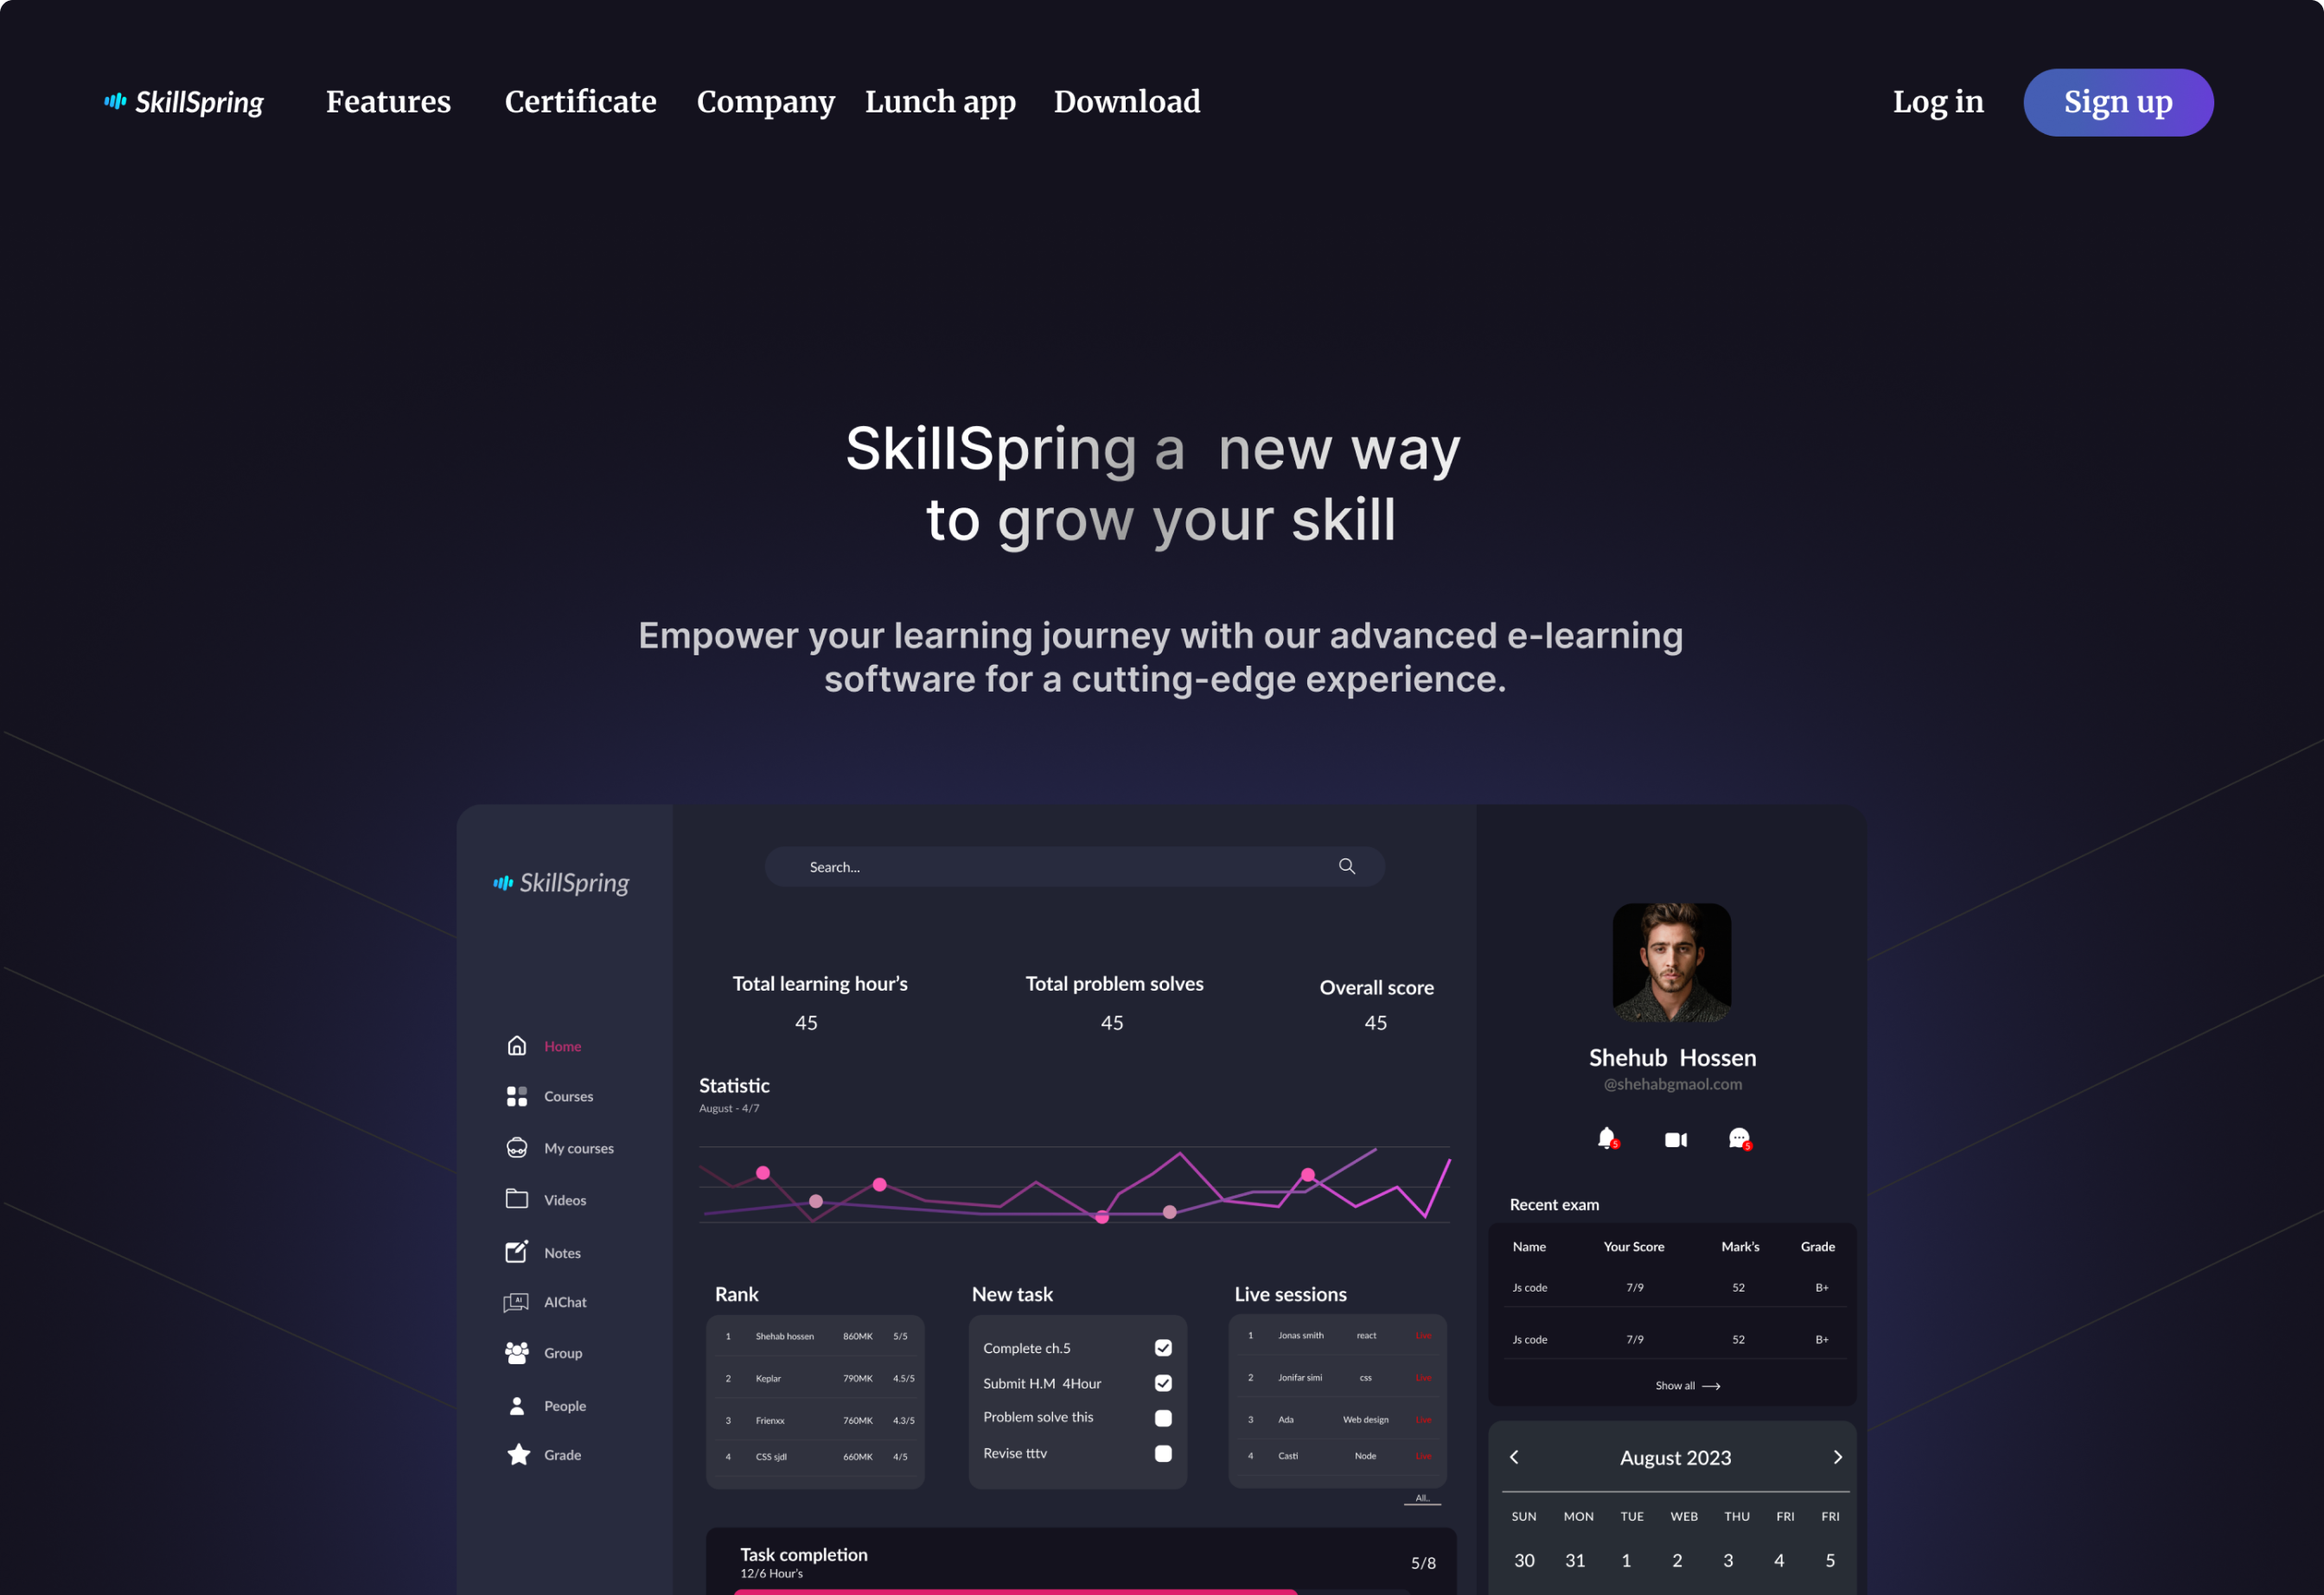 SkillSpring Features Certificate Company Lunch app Download Log in Sign up
SkillSpring a new way
to grow your skill
Empower your learning journey with our advanced e-learning
software for a cutting-edge experience.
SkillSpring
Home
Courses
My courses
Videos
Notes
AI AIChat
Group
People
Grade
Search...
Total learning hour's Total problem solves Overall score
45 45 45
Statistic
August - 4/7
Rank
1 Shehab hossen 860MK 5/5
2 Keplar 790MK 4.5/5
3 Frienxx 760MK 4.3/5
4 CSS sjdl 660MK 4/5
New task
Complete ch.5
Submit H.M 4Hour
Problem solve this
Revise tttv
Live sessions
1 Jonas smith react Live
2 Jonifar simi css Live
3 Ada Web design Live
4 Casti Node Live
All..
Task completion
12/6 Hour's
5/8
Shehub Hossen
@shehabgmaol.com
5 5
Recent exam
Name Your Score Mark's Grade
Js code 7/9 52 B+
Js code 7/9 52 B+
Show all
August 2023
SUN MON TUE WEB THU FRI FRI
30 31 1 2 3 4 5